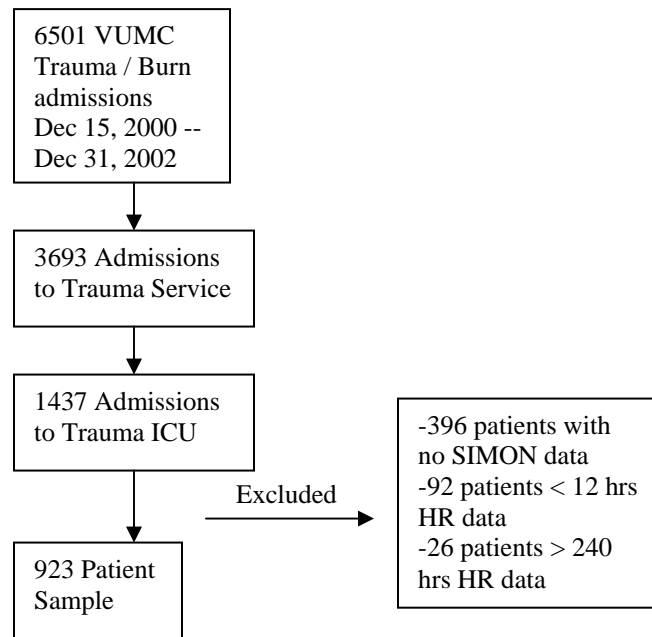 6501 VUMC
Trauma / Burn
admissions
Dec 15, 2000 --
Dec 31, 2002
3693 Admissions
to Trauma Service
1437 Admissions
to Trauma ICU
Excluded
-396 patients with
no SIMON data
-92 patients < 12 hrs
HR data
-26 patients > 240
hrs HR data
923 Patient
Sample